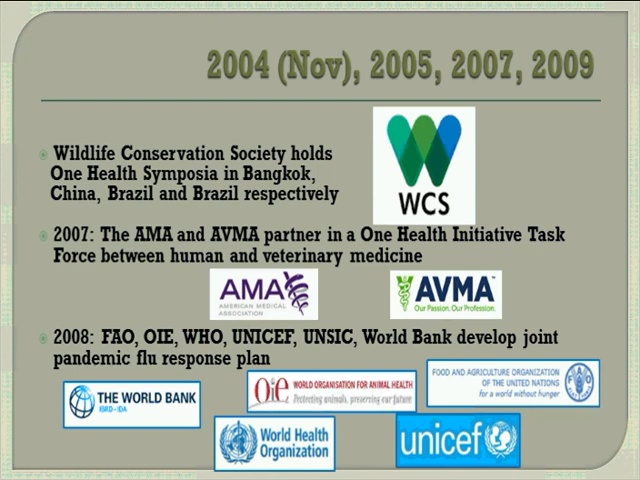 2004 (Nov), 2005, 2007, 2009
Wildlife Conservation Society holds
One Health Symposia in Bangkok,
China, Brazil and Brazil respectively
WCS
2007: The AMA and AVMA partner in a One Health Initiative Task
Force between human and veterinary medicine
AMA
AMERICAN MEDICAL
ASSOCIATION
AVMA
Our Passion. Our Profession.
2008: FAO, OIE, WHO, UNICEF, UNSIC, World Bank develop joint
pandemic flu response plan
THE WORLD BANK
IBRD • IDA
Oie WORLD ORGANISATION FOR ANIMAL HEALTH
Protecting animals, preserving our future
FOOD AND AGRICULTURE ORGANIZATION
OF THE UNITED NATIONS
for a world without hunger
World Health
Organization
unicef